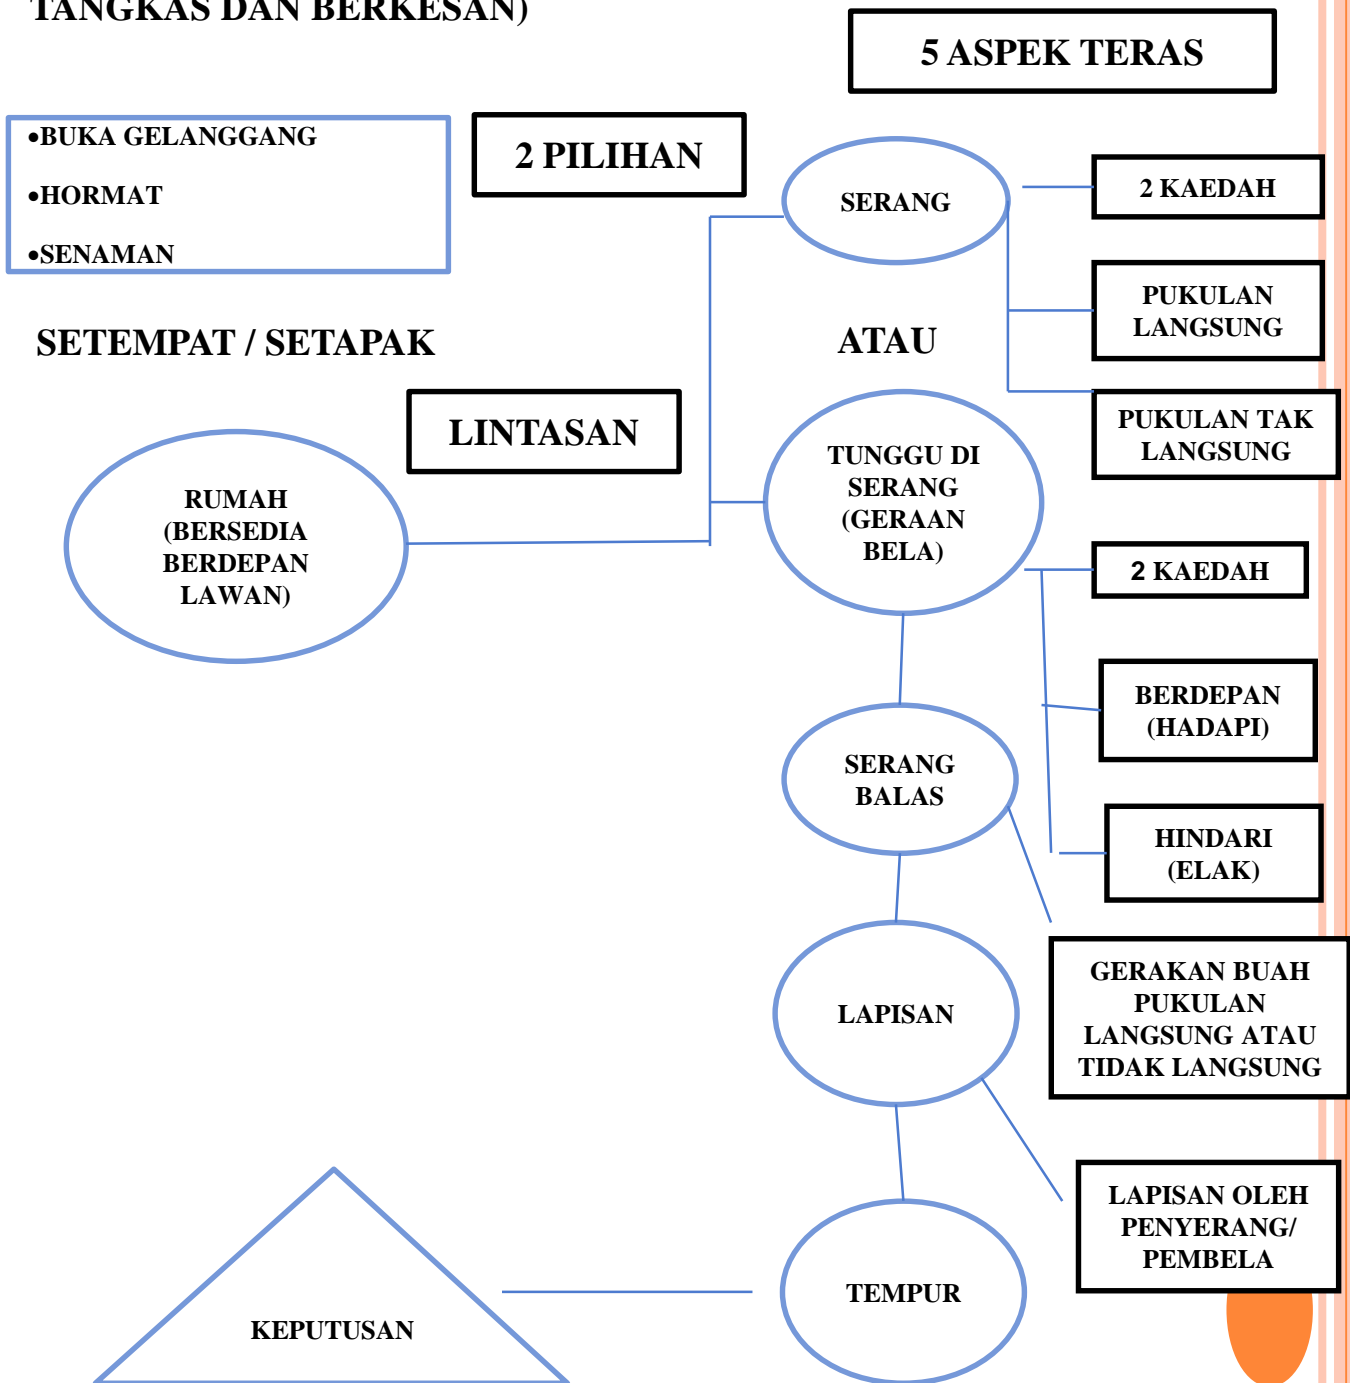 TANGKAS DAN BERKESAN)
5 ASPEK TERAS
•BUKA GELANGGANG
•HORMAT
•SENAMAN
2 PILIHAN
SERANG
2 KAEDAH
PUKULAN
LANGSUNG
PUKULAN TAK
LANGSUNG
SETEMPAT / SETAPAK
ATAU
LINTASAN
RUMAH
(BERSEDIA
BERDEPAN
LAWAN)
TUNGGU DI
SERANG
(GERAAN
BELA)
2 KAEDAH
BERDEPAN
(HADAPI)
HINDARI
(ELAK)
SERANG
BALAS
GERAKAN BUAH
PUKULAN
LANGSUNG ATAU
TIDAK LANGSUNG
LAPISAN
LAPISAN OLEH
PENYERANG/
PEMBELA
TEMPUR
KEPUTUSAN